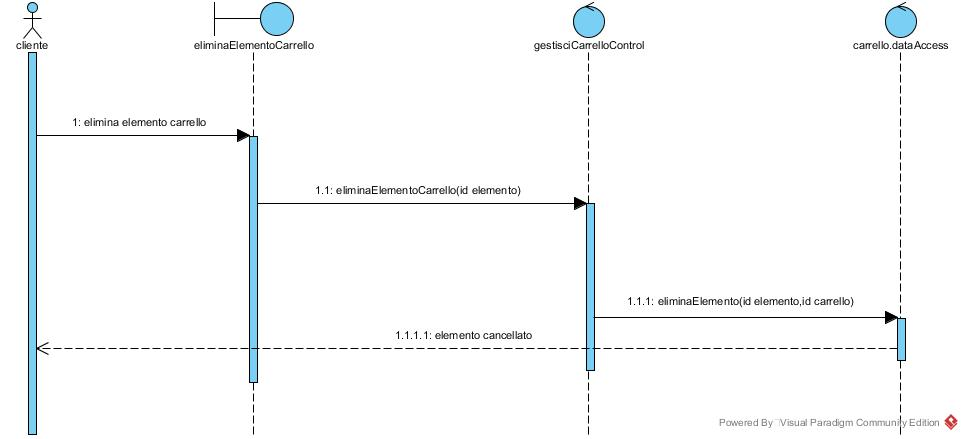 cliente
eliminaElementoCarrello
gestisciCarrelloControl
carrello.dataAccess
1: elimina elemento carrello
1.1: eliminaElementoCarrello(id elemento)
1.1.1: eliminaElemento(id elemento,id carrello)
1.1.1.1: elemento cancellato
Powered By Visual Paradigm Community Edition